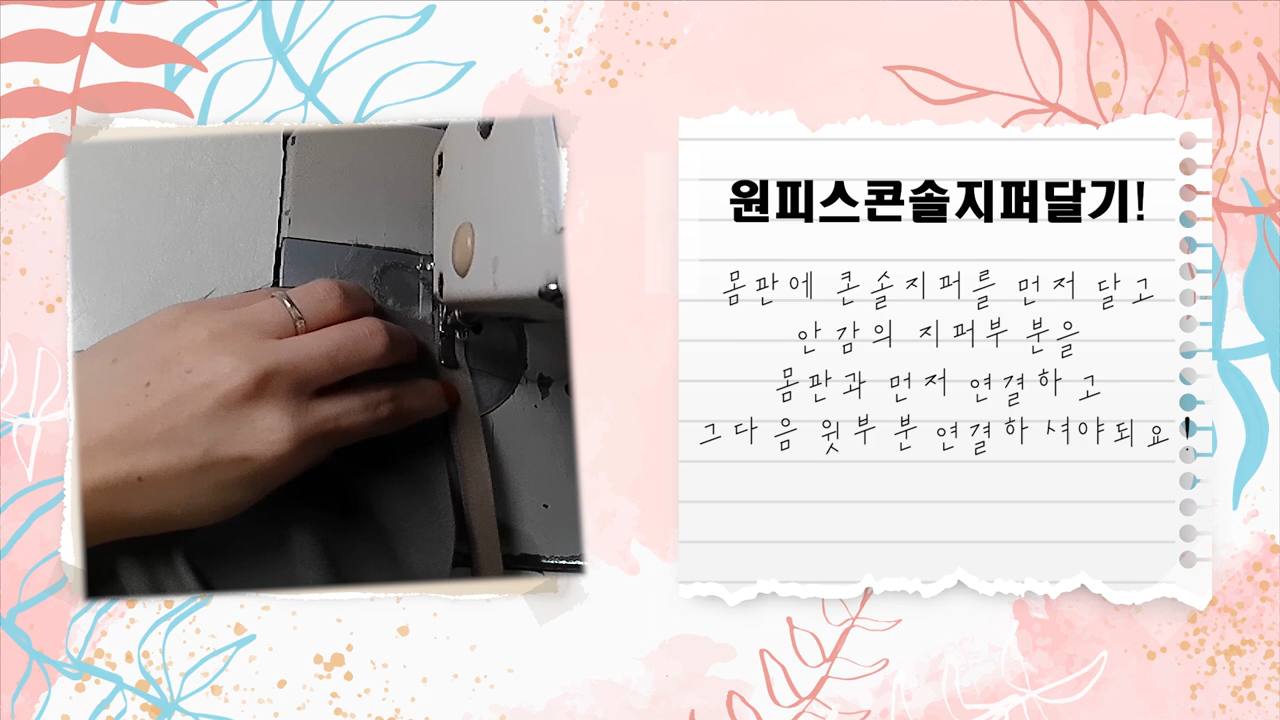 원피스콘솔지퍼달기!
몸판에 콘솔지퍼를 먼저 달고
안감의 지퍼부분을
몸판과 먼저 연결하고
그다음 윗부분 연결하셔야되요!